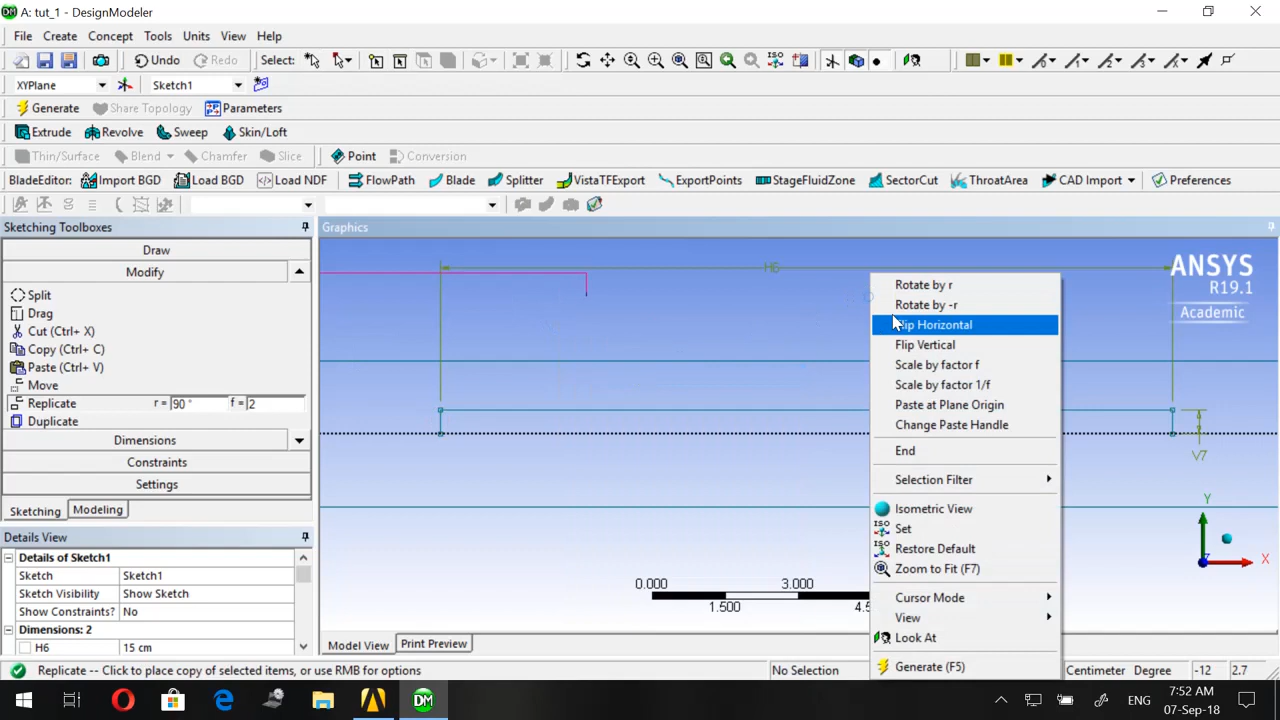 A: tut_1 - DesignModeler
File Create Concept Tools Units View Help
Undo Redo Select:
XYPlane Sketch1
Generate Share Topology Parameters
Extrude Revolve Sweep Skin/Loft
Thin/Surface Blend Chamfer Slice Point Conversion
BladeEditor: Import BGD Load BGD Load NDF FlowPath Blade Splitter VistaTFExport ExportPoints StageFluidZone SectorCut ThroatArea CAD Import Preferences
Sketching Toolboxes
Draw
Modify
Split
Drag
Cut (Ctrl+ X)
Copy (Ctrl+ C)
Paste (Ctrl+ V)
Move
Replicate r = 90 ° f = 2
Duplicate
Dimensions
Constraints
Settings
Sketching Modeling
Details View
Details of Sketch1
Sketch Sketch1
Sketch Visibility Show Sketch
Show Constraints? No
Dimensions: 2
H6 15 cm
Graphics
H6
ANSYS
R19.1
Academic
V7
Y
X
0.000 3.000
1.500 4.5
Rotate by r
Rotate by -r
Flip Horizontal
Flip Vertical
Scale by factor f
Scale by factor 1/f
Paste at Plane Origin
Change Paste Handle
End
Selection Filter
Isometric View
ISO Set
ISO Restore Default
Zoom to Fit (F7)
Cursor Mode
View
Look At
Generate (F5)
Model View Print Preview
Replicate -- Click to place copy of selected items, or use RMB for options No Selection Centimeter Degree -12 2.7
DM ENG 7:52 AM
07-Sep-18